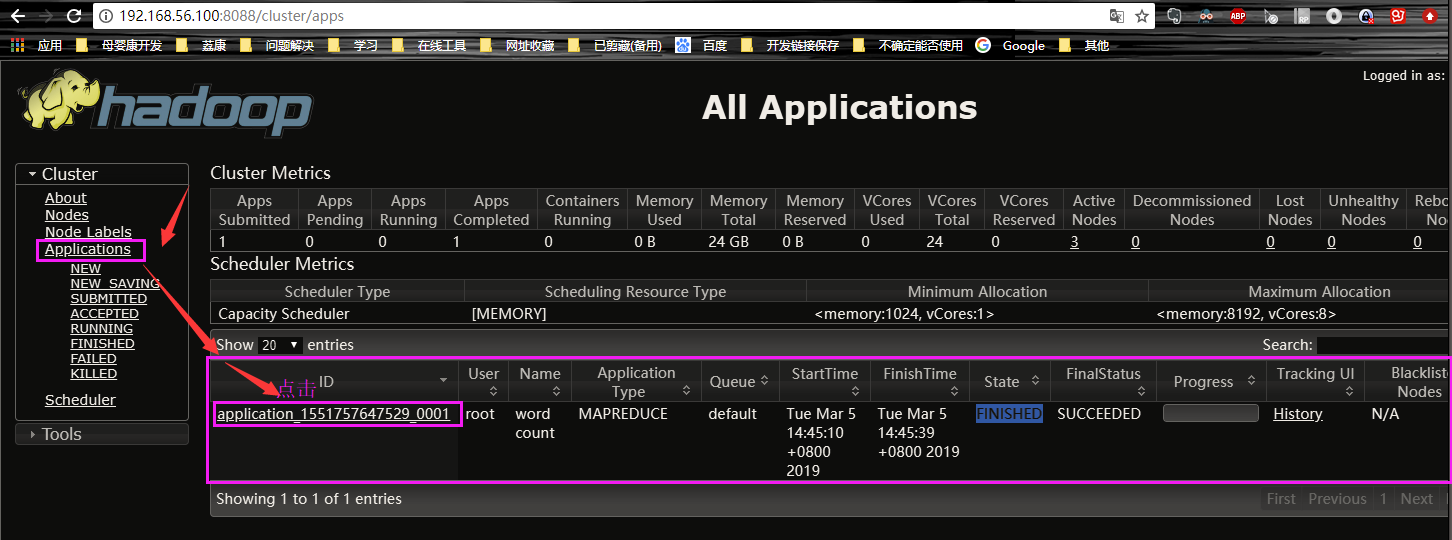 192.168.56.100:8088/cluster/apps
ABP
RP
应用 母婴康开发 荔康 问题解决 学习 在线工具 网址收藏 已剪藏(备用) 百度 开发链接保存 不确定能否使用 Google 其他
Logged in as:
hadoop
All Applications
Cluster
About
Nodes
Node Labels
Applications
NEW
NEW_SAVING
SUBMITTED
ACCEPTED
RUNNING
FINISHED
FAILED
KILLED
Scheduler
Tools
Cluster Metrics
Apps Apps Apps Apps Containers Memory Memory Memory VCores VCores VCores Active Decommissioned Lost Unhealthy Rebo
Submitted Pending Running Completed Running Used Total Reserved Used Total Reserved Nodes Nodes Nodes Nodes No
1 0 0 1 0 0 B 24 GB 0 B 0 24 0 3 0 0 0 0
Scheduler Metrics
Scheduler Type Scheduling Resource Type Minimum Allocation Maximum Allocation
Capacity Scheduler [MEMORY] <memory:1024, vCores:1> <memory:8192, vCores:8>
Show 20 entries Search:
点击
ID User Name Application Type Queue StartTime FinishTime State FinalStatus Progress Tracking UI Blackliste
Nodes
application_1551757647529_0001 root word MAPREDUCE default Tue Mar 5 Tue Mar 5 FINISHED SUCCEEDED History N/A
count 14:45:10 14:45:39
+0800 +0800 2019
2019
Showing 1 to 1 of 1 entries First Previous 1 Next